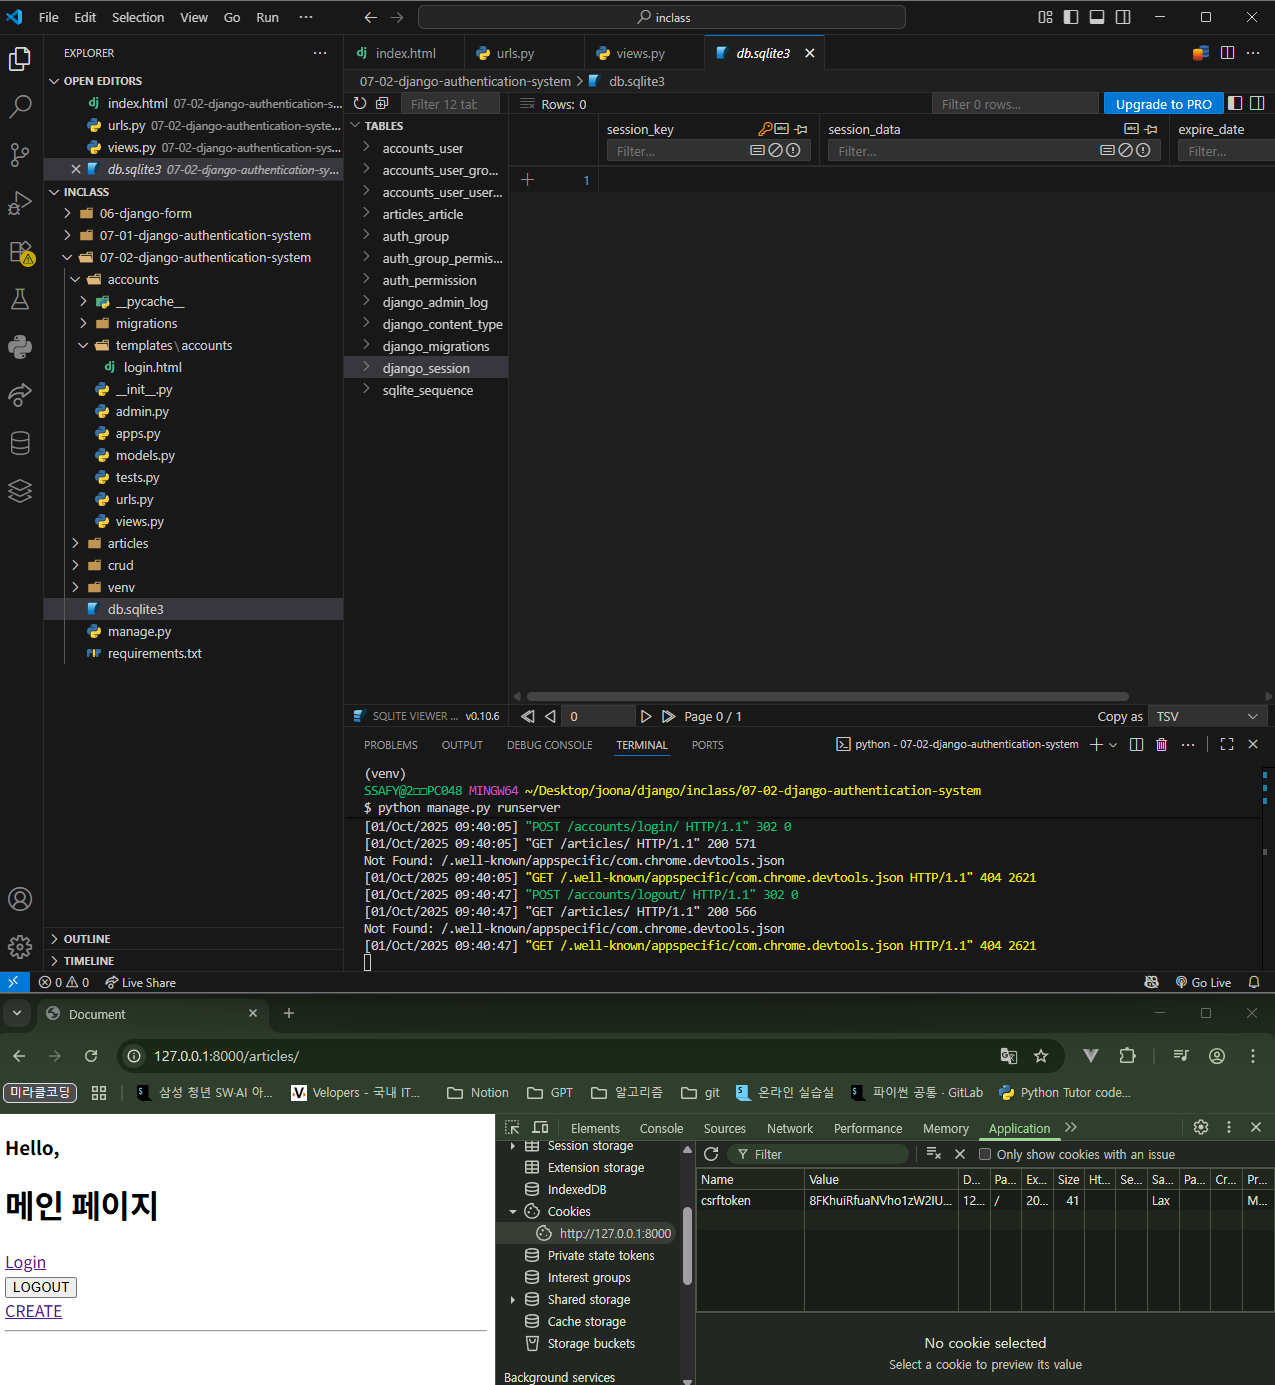 File Edit Selection View Go Run ··· inclass
EXPLORER ···
OPEN EDITORS
index.html 07-02-django-authentication-s...
urls.py 07-02-django-authentication-syste...
views.py 07-02-django-authentication-sys...
db.sqlite3 07-02-django-authentication-sy...
INCLASS
06-django-form
07-01-django-authentication-system
07-02-django-authentication-system
accounts
__pycache__
migrations
templates\accounts
login.html
__init__.py
admin.py
apps.py
models.py
tests.py
urls.py
views.py
articles
crud
venv
db.sqlite3
manage.py
requirements.txt
OUTLINE
TIMELINE
index.html urls.py views.py db.sqlite3
07-02-django-authentication-system > db.sqlite3
Filter 12 tab Rows: 0 Filter 0 rows... Upgrade to PRO
TABLES
accounts_user
accounts_user_gro...
accounts_user_user...
articles_article
auth_group
auth_group_permis...
auth_permission
django_admin_log
django_content_type
django_migrations
django_session
sqlite_sequence
session_key session_data expire_date
Filter... Filter... Filter...
1
SQLITE VIEWER ... v0.10.6 0 Page 0 / 1 Copy as TSV
PROBLEMS OUTPUT DEBUG CONSOLE TERMINAL PORTS python - 07-02-django-authentication-system
(venv)
SSAFY@2□□PC048 MINGW64 ~/Desktop/joona/django/inclass/07-02-django-authentication-system
$ python manage.py runserver
[01/Oct/2025 09:40:05] "POST /accounts/login/ HTTP/1.1" 302 0
[01/Oct/2025 09:40:05] "GET /articles/ HTTP/1.1" 200 571
Not Found: /.well-known/appspecific/com.chrome.devtools.json
[01/Oct/2025 09:40:05] "GET /.well-known/appspecific/com.chrome.devtools.json HTTP/1.1" 404 2621
[01/Oct/2025 09:40:47] "POST /accounts/logout/ HTTP/1.1" 302 0
[01/Oct/2025 09:40:47] "GET /articles/ HTTP/1.1" 200 566
Not Found: /.well-known/appspecific/com.chrome.devtools.json
[01/Oct/2025 09:40:47] "GET /.well-known/appspecific/com.chrome.devtools.json HTTP/1.1" 404 2621
0 0 Live Share Go Live
Document
127.0.0.1:8000/articles/
미라클코딩 삼성 청년 SW·AI 아... Velopers - 국내 IT... Notion GPT 알고리즘 git 온라인 실습실 파이썬 공통 · GitLab Python Tutor code...
Hello,
메인 페이지
Login
LOGOUT
CREATE
Elements Console Sources Network Performance Memory Application
Session storage
Extension storage
IndexedDB
Cookies
http://127.0.0.1:8000
Private state tokens
Interest groups
Shared storage
Cache storage
Storage buckets
Background services
Filter Only show cookies with an issue
Name Value D... Pa... Ex... Size Ht... Se... Sa... Pa... Cr... Pr...
csrftoken 8FKhuiRfuaNVho1zW2IU... 12... / 20... 41 Lax M...
No cookie selected
Select a cookie to preview its value